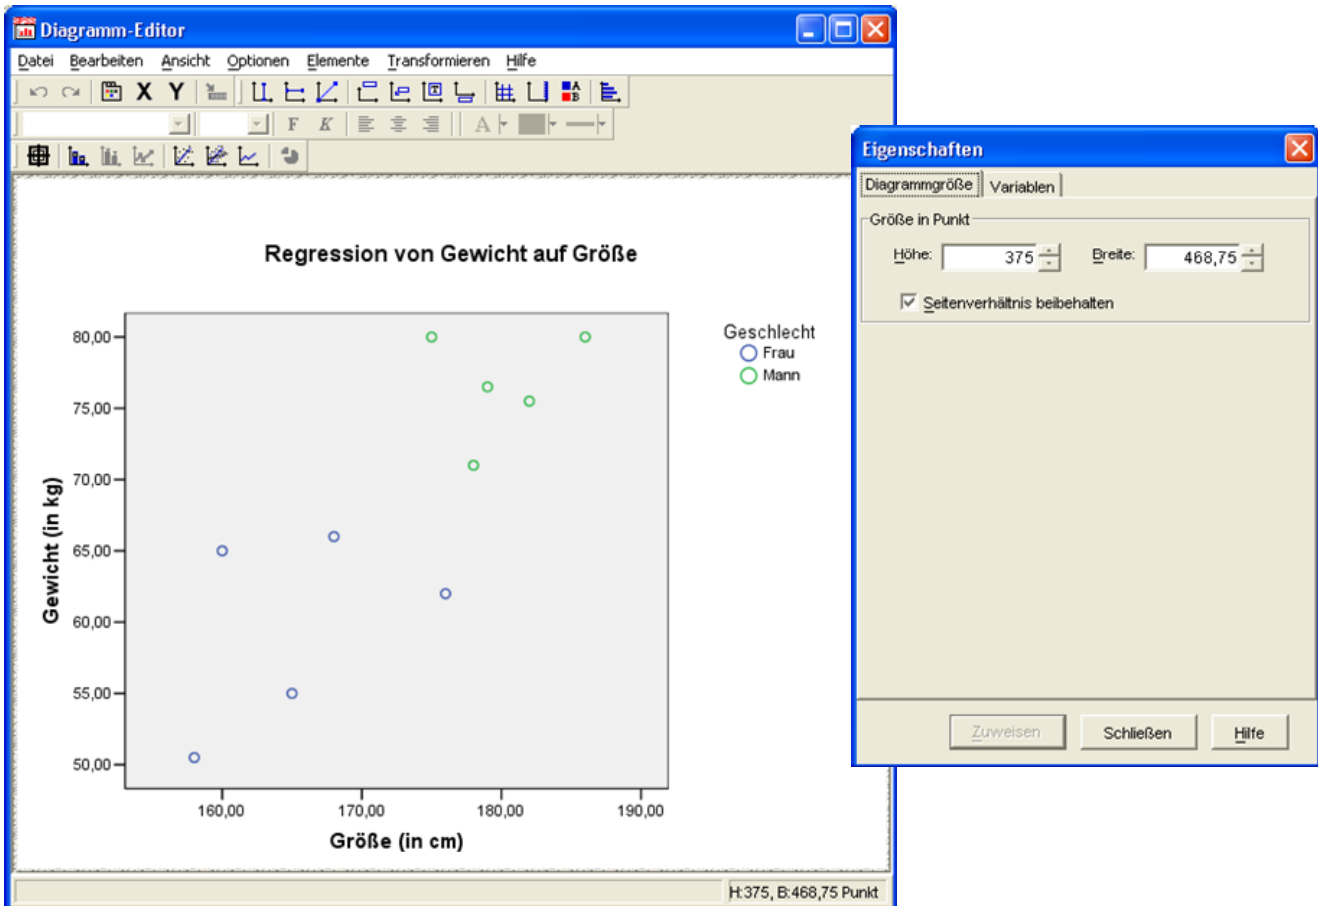 Diagramm-Editor
Datei Bearbeiten Ansicht Optionen Elemente Transformieren Hilfe
X Y
F K A
Regression von Gewicht auf Größe
80,00
75,00
70,00
65,00
60,00
55,00
50,00
Gewicht (in kg)
160,00 170,00 180,00 190,00
Größe (in cm)
Geschlecht
Frau
Mann
H:375, B:468,75 Punkt
Eigenschaften
Diagrammgröße Variablen
Größe in Punkt
Höhe: 375 Breite: 468,75
Seitenverhältnis beibehalten
Zuweisen Schließen Hilfe